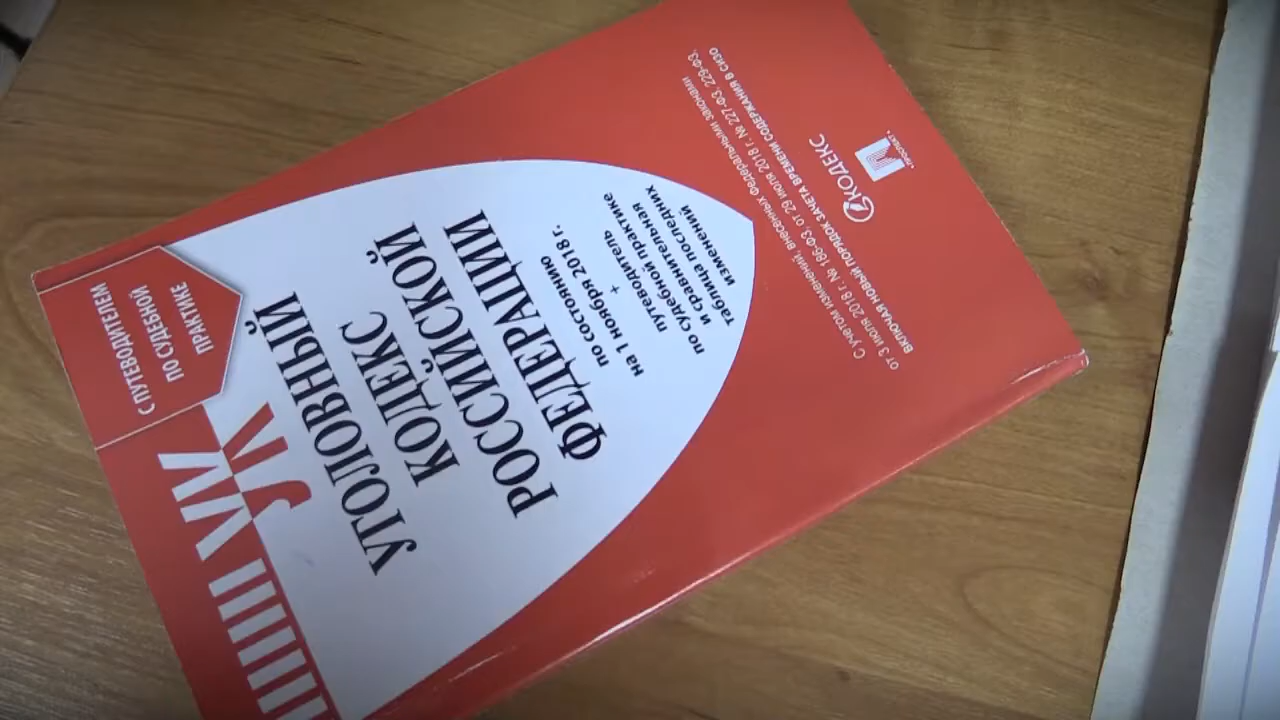 С ПУТЕВОДИТЕЛЕМ
ПО СУДЕБНОЙ
ПРАКТИКЕ
УК
УГОЛОВНЫЙ
КОДЕКС
РОССИЙСКОЙ
ФЕДЕРАЦИИ
по состоянию
на 1 ноября 2018 г.
+
путеводитель
по судебной практике
и сравнительная
таблица последних
изменений
С учетом изменений, внесенных Федеральными законами
от 3 июля 2018 г. № 186-ФЗ, от 29 июля 2018 г. № 227-ФЗ, 229-ФЗ,
ВКЛЮЧАЯ НОВЫЙ ПОРЯДОК ЗАЧЕТА ВРЕМЕНИ СОДЕРЖАНИЯ В СИЗО
КОДЕКС
•ПРОСПЕКТ•